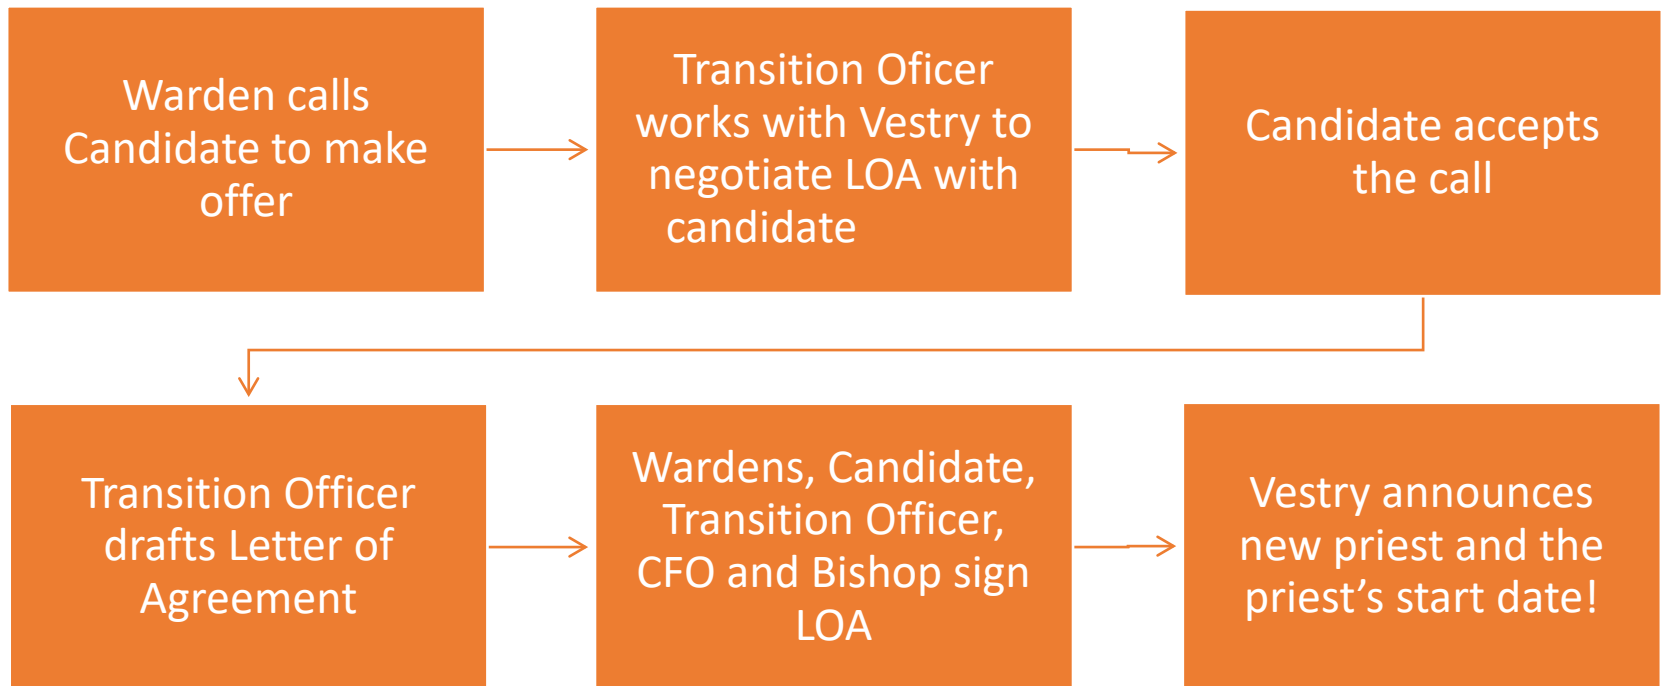 Warden calls
Candidate to make
offer
Transition Oficer
works with Vestry to
negotiate LOA with
candidate
Candidate accepts
the call
Transition Officer
drafts Letter of
Agreement
Wardens, Candidate,
Transition Officer,
CFO and Bishop sign
LOA
Vestry announces
new priest and the
priest’s start date!